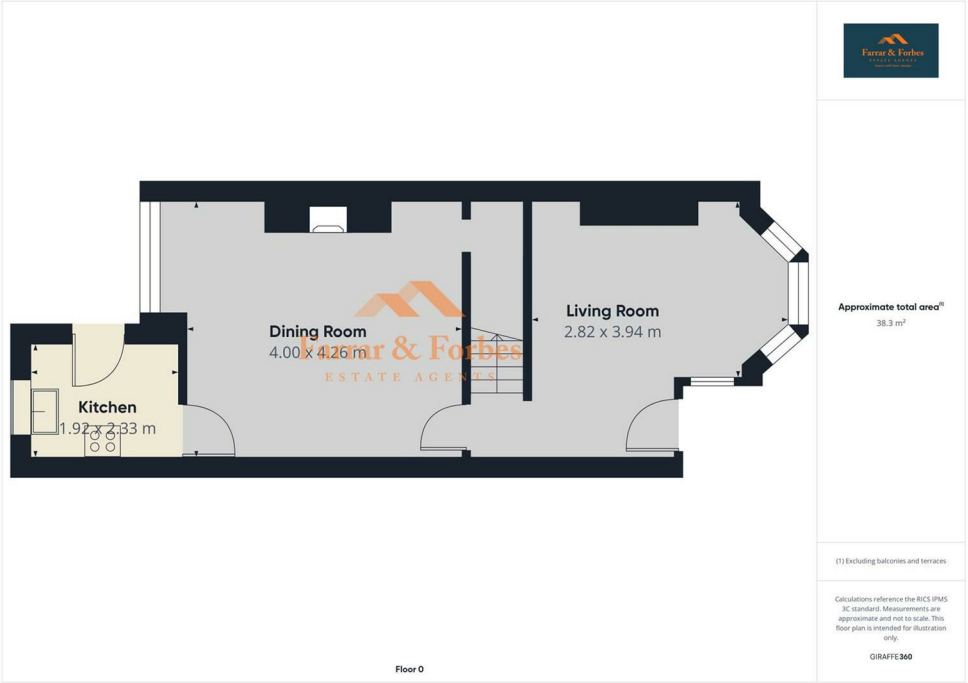 Farrar & Forbes
ESTATE AGENTS
Approximate total area(1)
38.3 m²
Living Room
2.82 x 3.94 m
Dining Room
4.00 x 4.26 m
Farrar & Forbes
ESTATE AGENTS
Kitchen
1.92 x 2.33 m
(1) Excluding balconies and terraces
Calculations reference the RICS IPMS
3C standard. Measurements are
approximate and not to scale. This
floor plan is intended for illustration
only.
GIRAFFE360
Floor 0